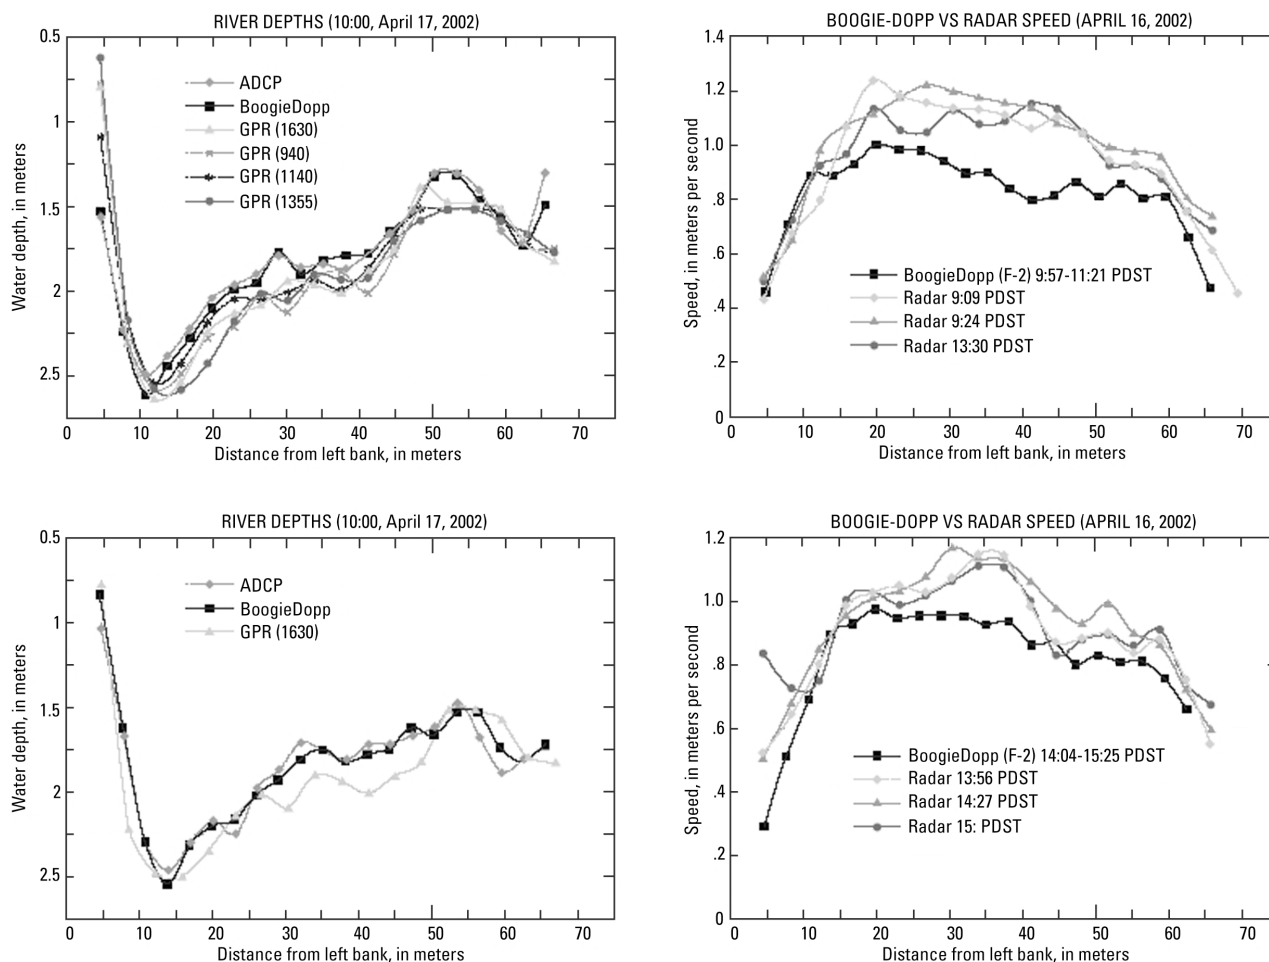 RIVER DEPTHS (10:00, April 17, 2002)
0.5
1
1.5
2
2.5
Water depth, in meters
ADCP
BoogieDopp
GPR (1630)
GPR (940)
GPR (1140)
GPR (1355)
0 10 20 30 40 50 60 70
Distance from left bank, in meters
BOOGIE-DOPP VS RADAR SPEED (APRIL 16, 2002)
1.4
1.2
1.0
.8
.6
.4
.2
0
Speed, in meters per second
BoogieDopp (F-2) 9:57-11:21 PDST
Radar 9:09 PDST
Radar 9:24 PDST
Radar 13:30 PDST
0 10 20 30 40 50 60 70
Distance from left bank, in meters
RIVER DEPTHS (10:00, April 17, 2002)
0.5
1
1.5
2
2.5
Water depth, in meters
ADCP
BoogieDopp
GPR (1630)
0 10 20 30 40 50 60 70
Distance from left bank, in meters
BOOGIE-DOPP VS RADAR SPEED (APRIL 16, 2002)
1.2
1.0
.8
.6
.4
.2
0
Speed, in meters per second
BoogieDopp (F-2) 14:04-15:25 PDST
Radar 13:56 PDST
Radar 14:27 PDST
Radar 15: PDST
0 10 20 30 40 50 60 70
Distance from left bank, in meters